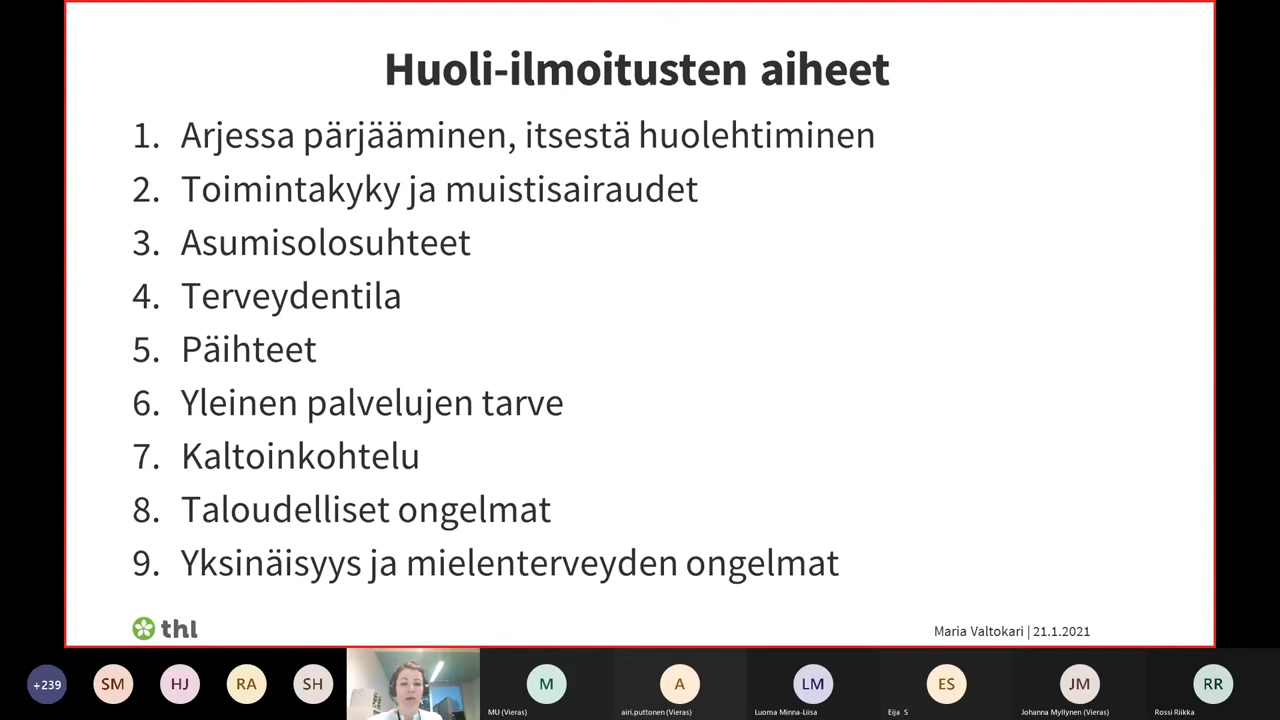 Huoli-ilmoitusten aiheet
1. Arjessa pärjääminen, itsestä huolehtiminen
2. Toimintakyky ja muistisairaudet
3. Asumisolosuhteet
4. Terveydentila
5. Päihteet
6. Yleinen palvelujen tarve
7. Kaltoinkohtelu
8. Taloudelliset ongelmat
9. Yksinäisyys ja mielenterveyden ongelmat
thl
Maria Valtokari | 21.1.2021
+239
SM
HJ
RA
SH
M
A
LM
ES
JM
RR
MU (Vieras)
airi.puttonen (Vieras)
Luoma Minna-Liisa
Eija S
Johanna Myllynen (Vieras)
Rossi Riikka